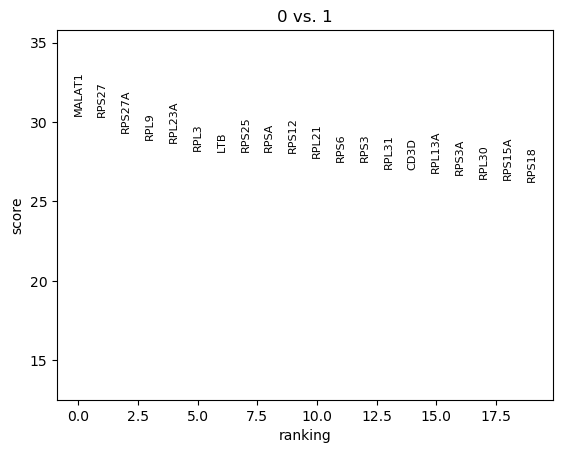 0 vs. 1
35
30
25
20
15
score
MALAT1
RPS27
RPS27A
RPL9
RPL23A
RPL3
LTB
RPS25
RPSA
RPS12
RPL21
RPS6
RPS3
RPL31
CD3D
RPL13A
RPS3A
RPL30
RPS15A
RPS18
0.0 2.5 5.0 7.5 10.0 12.5 15.0 17.5
ranking